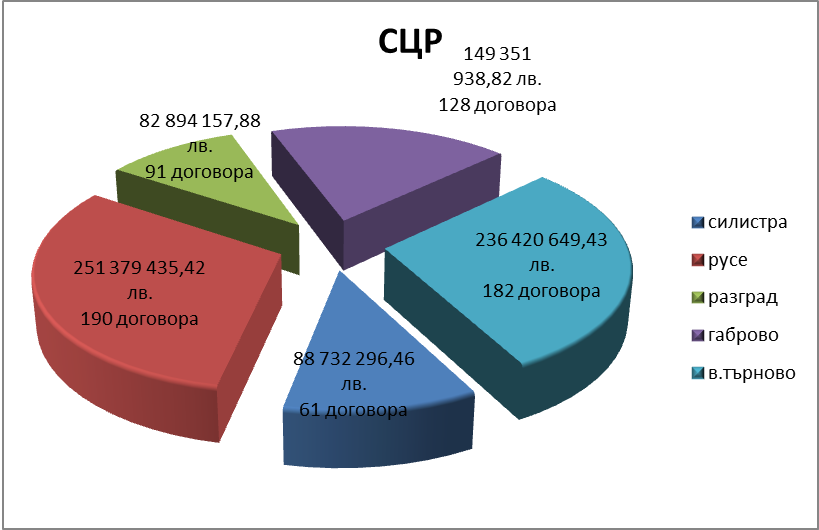 СЦР
149 351
938,82 лв.
128 договора
82 894 157,88
лв.
91 договора
236 420 649,43
лв.
182 договора
251 379 435,42
лв.
190 договора
88 732 296,46
лв.
61 договора
силистра
русе
разград
габрово
в.търново